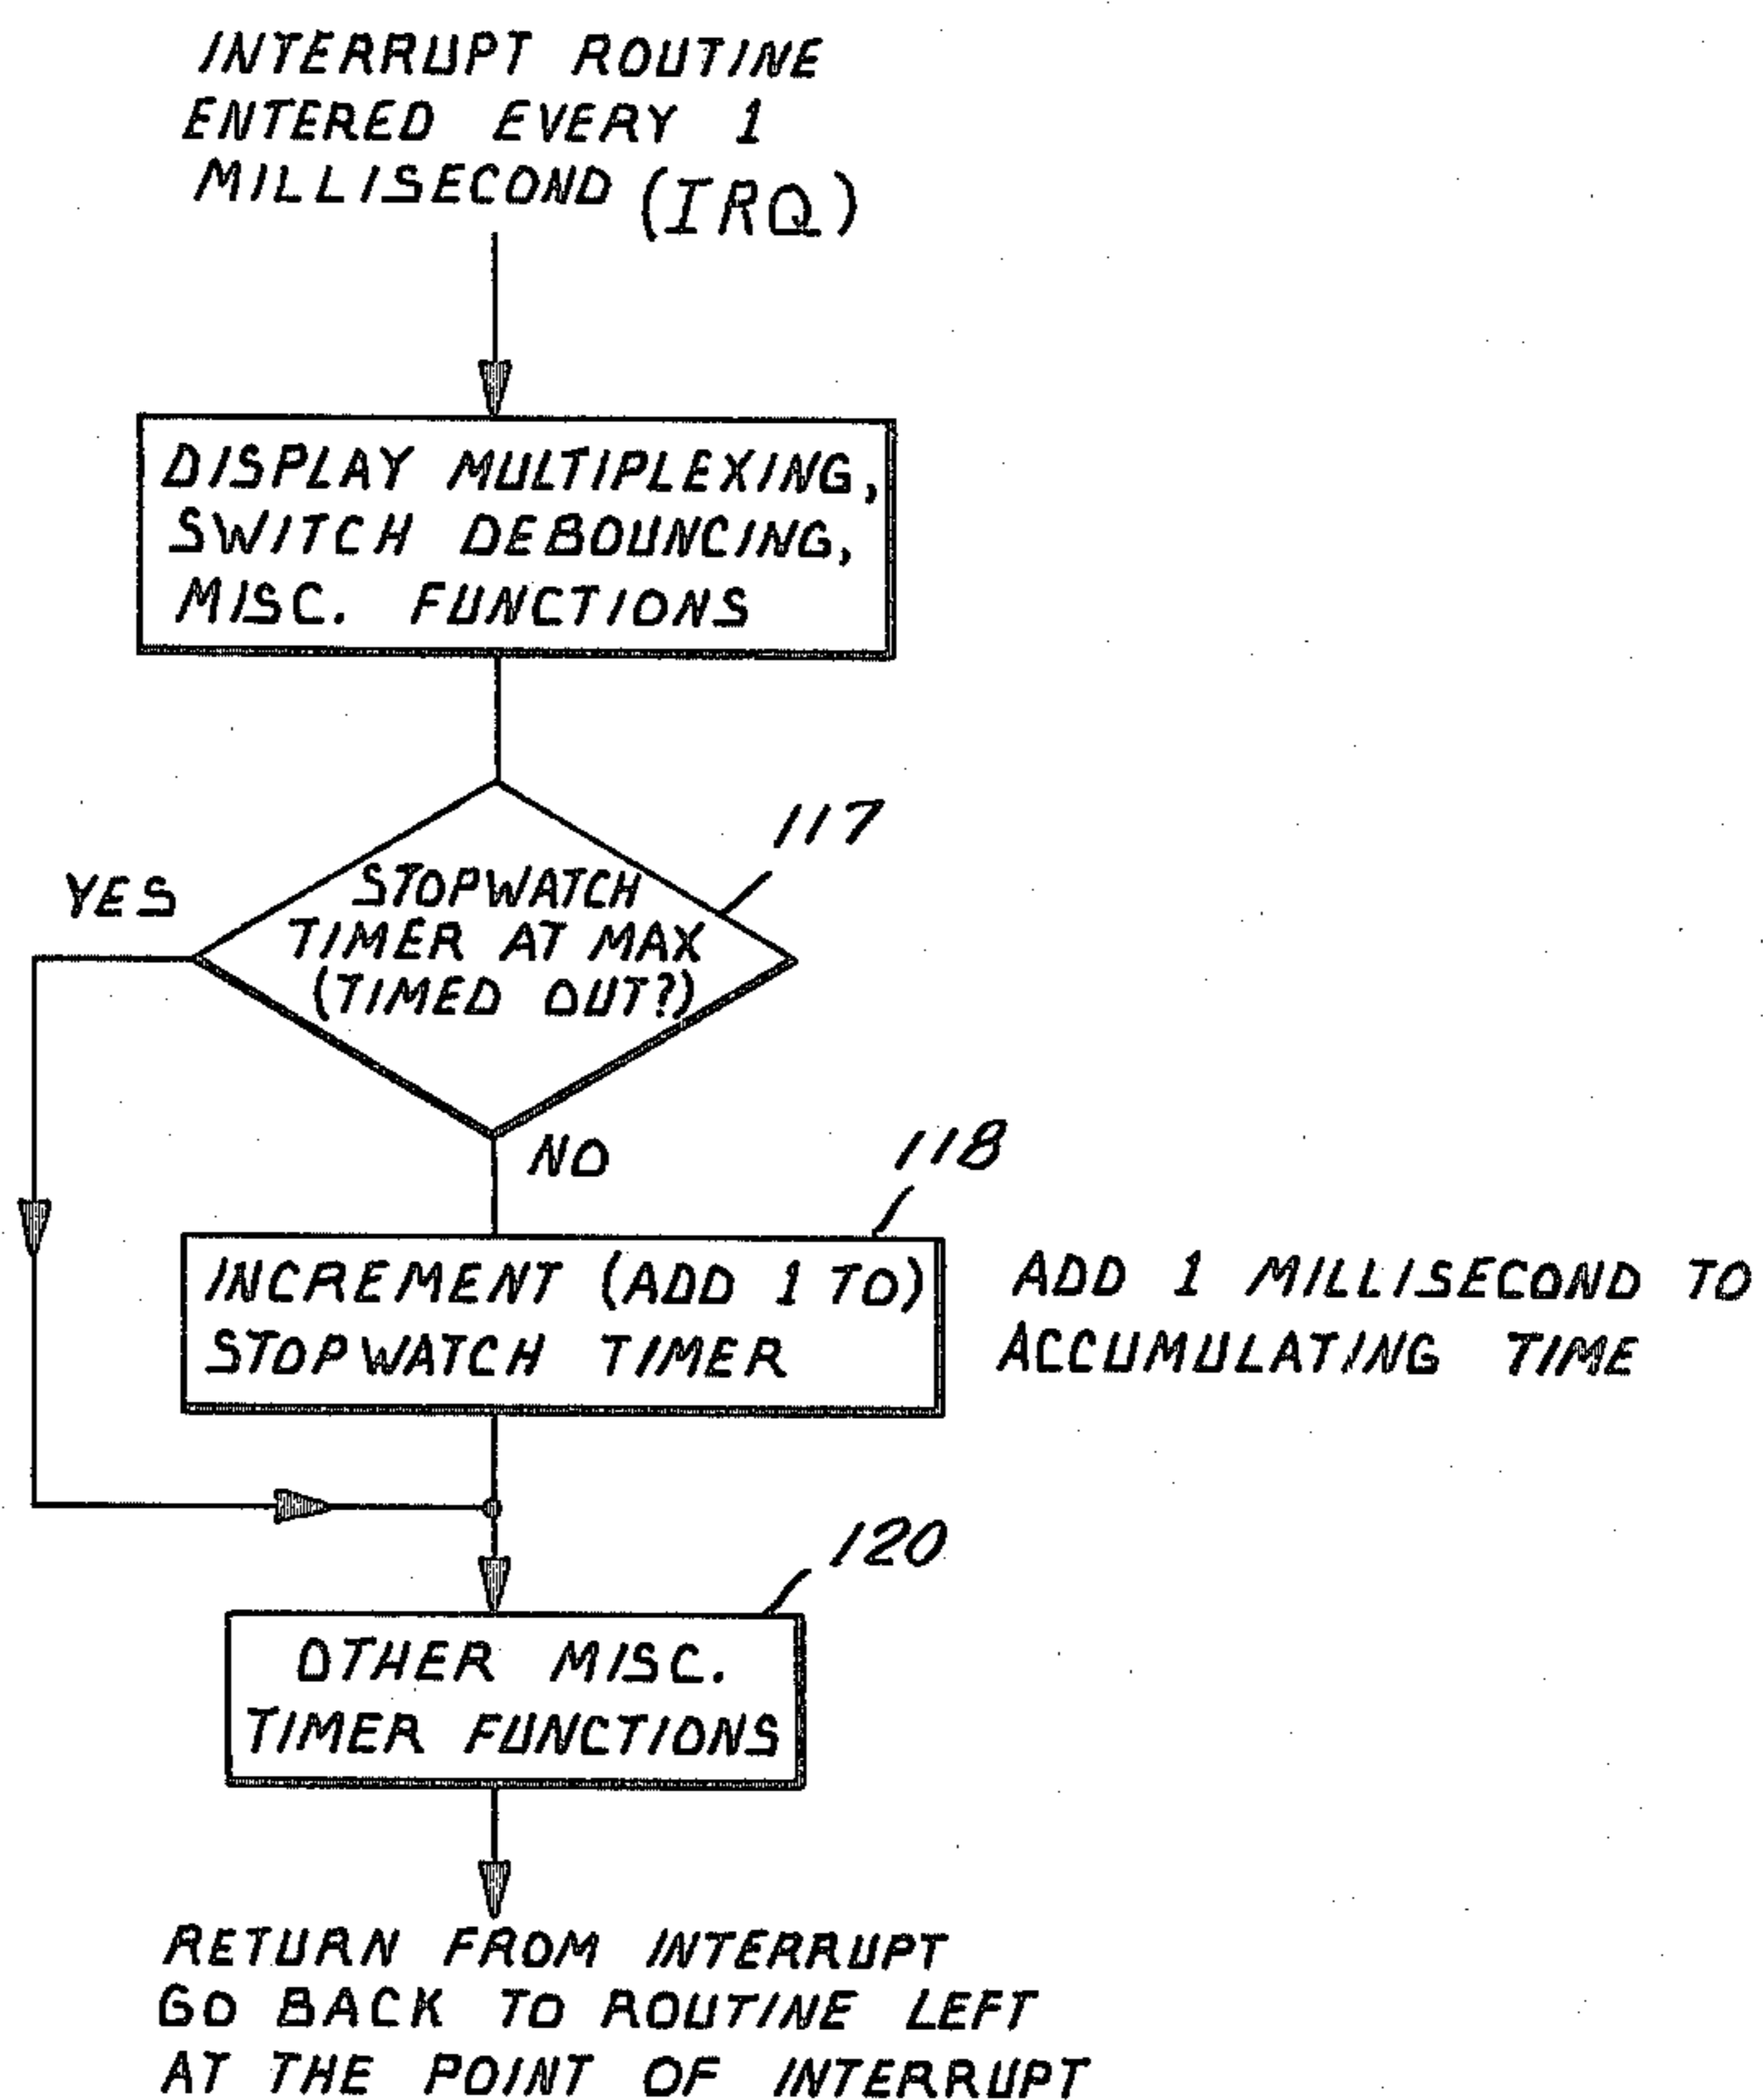 INTERRUPT ROUTINE
ENTERED EVERY 1
MILLISECOND (IRQ)
DISPLAY MULTIPLEXING,
SWITCH DEBOUNCING,
MISC. FUNCTIONS
117
YES
STOPWATCH
TIMER AT MAX
(TIMED OUT?)
NO
118
INCREMENT (ADD 1 TO)
STOPWATCH TIMER
ADD 1 MILLISECOND TO
ACCUMULATING TIME
120
OTHER MISC.
TIMER FUNCTIONS
RETURN FROM INTERRUPT
GO BACK TO ROUTINE LEFT
AT THE POINT OF INTERRUPT